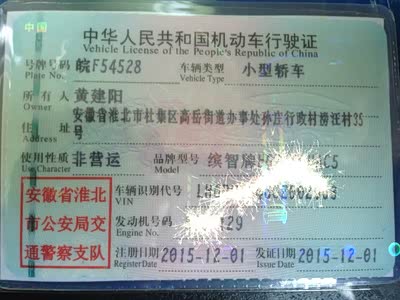 中国
中华人民共和国机动车行驶证
Vehicle License of the People's Republic of China
号牌号码 皖F54528 车辆类型 小型轿车
Plate No. Vehicle Type
所有人 黄建阳
Owner
住址 安徽省淮北市杜集区高岳街道办事处孙庄行政村捞汪村35号
Address
使用性质 非营运 品牌型号 缤智牌
Use Character Model
安徽省淮北市公安局交通警察支队
车辆识别代号
VIN
发动机号码 129
Engine No.
注册日期 2015-12-01 发证日期 2015-12-01
Register Date Issue Date